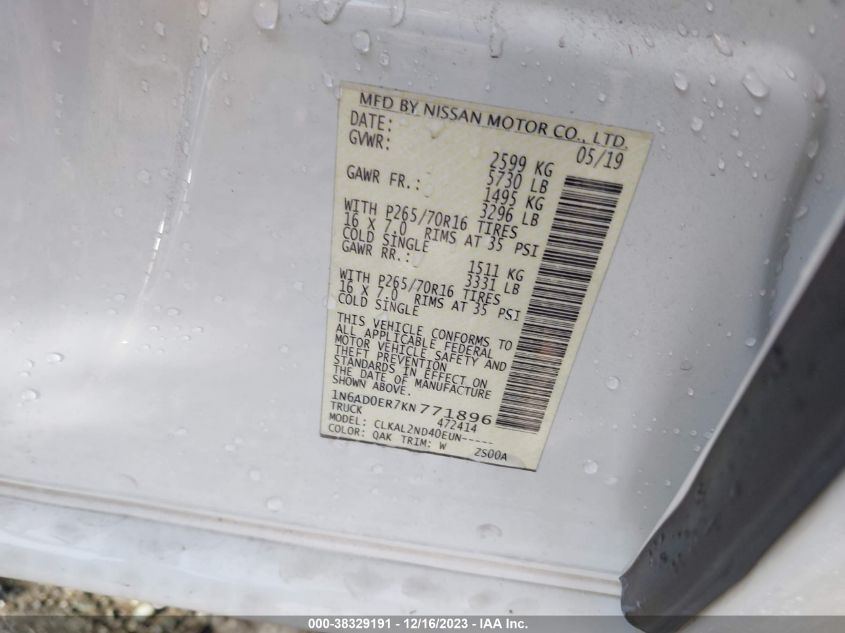 MFD BY NISSAN MOTOR CO., LTD.
DATE: 05/19
GVWR: 2599 KG
5730 LB
GAWR FR.: 1495 KG
3296 LB
WITH P265/70R16 TIRES
16 X 7.0 RIMS AT 35 PSI
COLD SINGLE
GAWR RR.: 1511 KG
3331 LB
WITH P265/70R16 TIRES
16 X 7.0 RIMS AT 35 PSI
COLD SINGLE
THIS VEHICLE CONFORMS TO
ALL APPLICABLE FEDERAL
MOTOR VEHICLE SAFETY AND
THEFT PREVENTION
STANDARDS IN EFFECT ON
THE DATE OF MANUFACTURE
SHOWN ABOVE.
1N6AD0ER7KN771896
TRUCK 472414
MODEL: CLKAL2ND40EUN-----
COLOR: QAK TRIM: W ZS00A
000-38329191 - 12/16/2023 - IAA Inc.